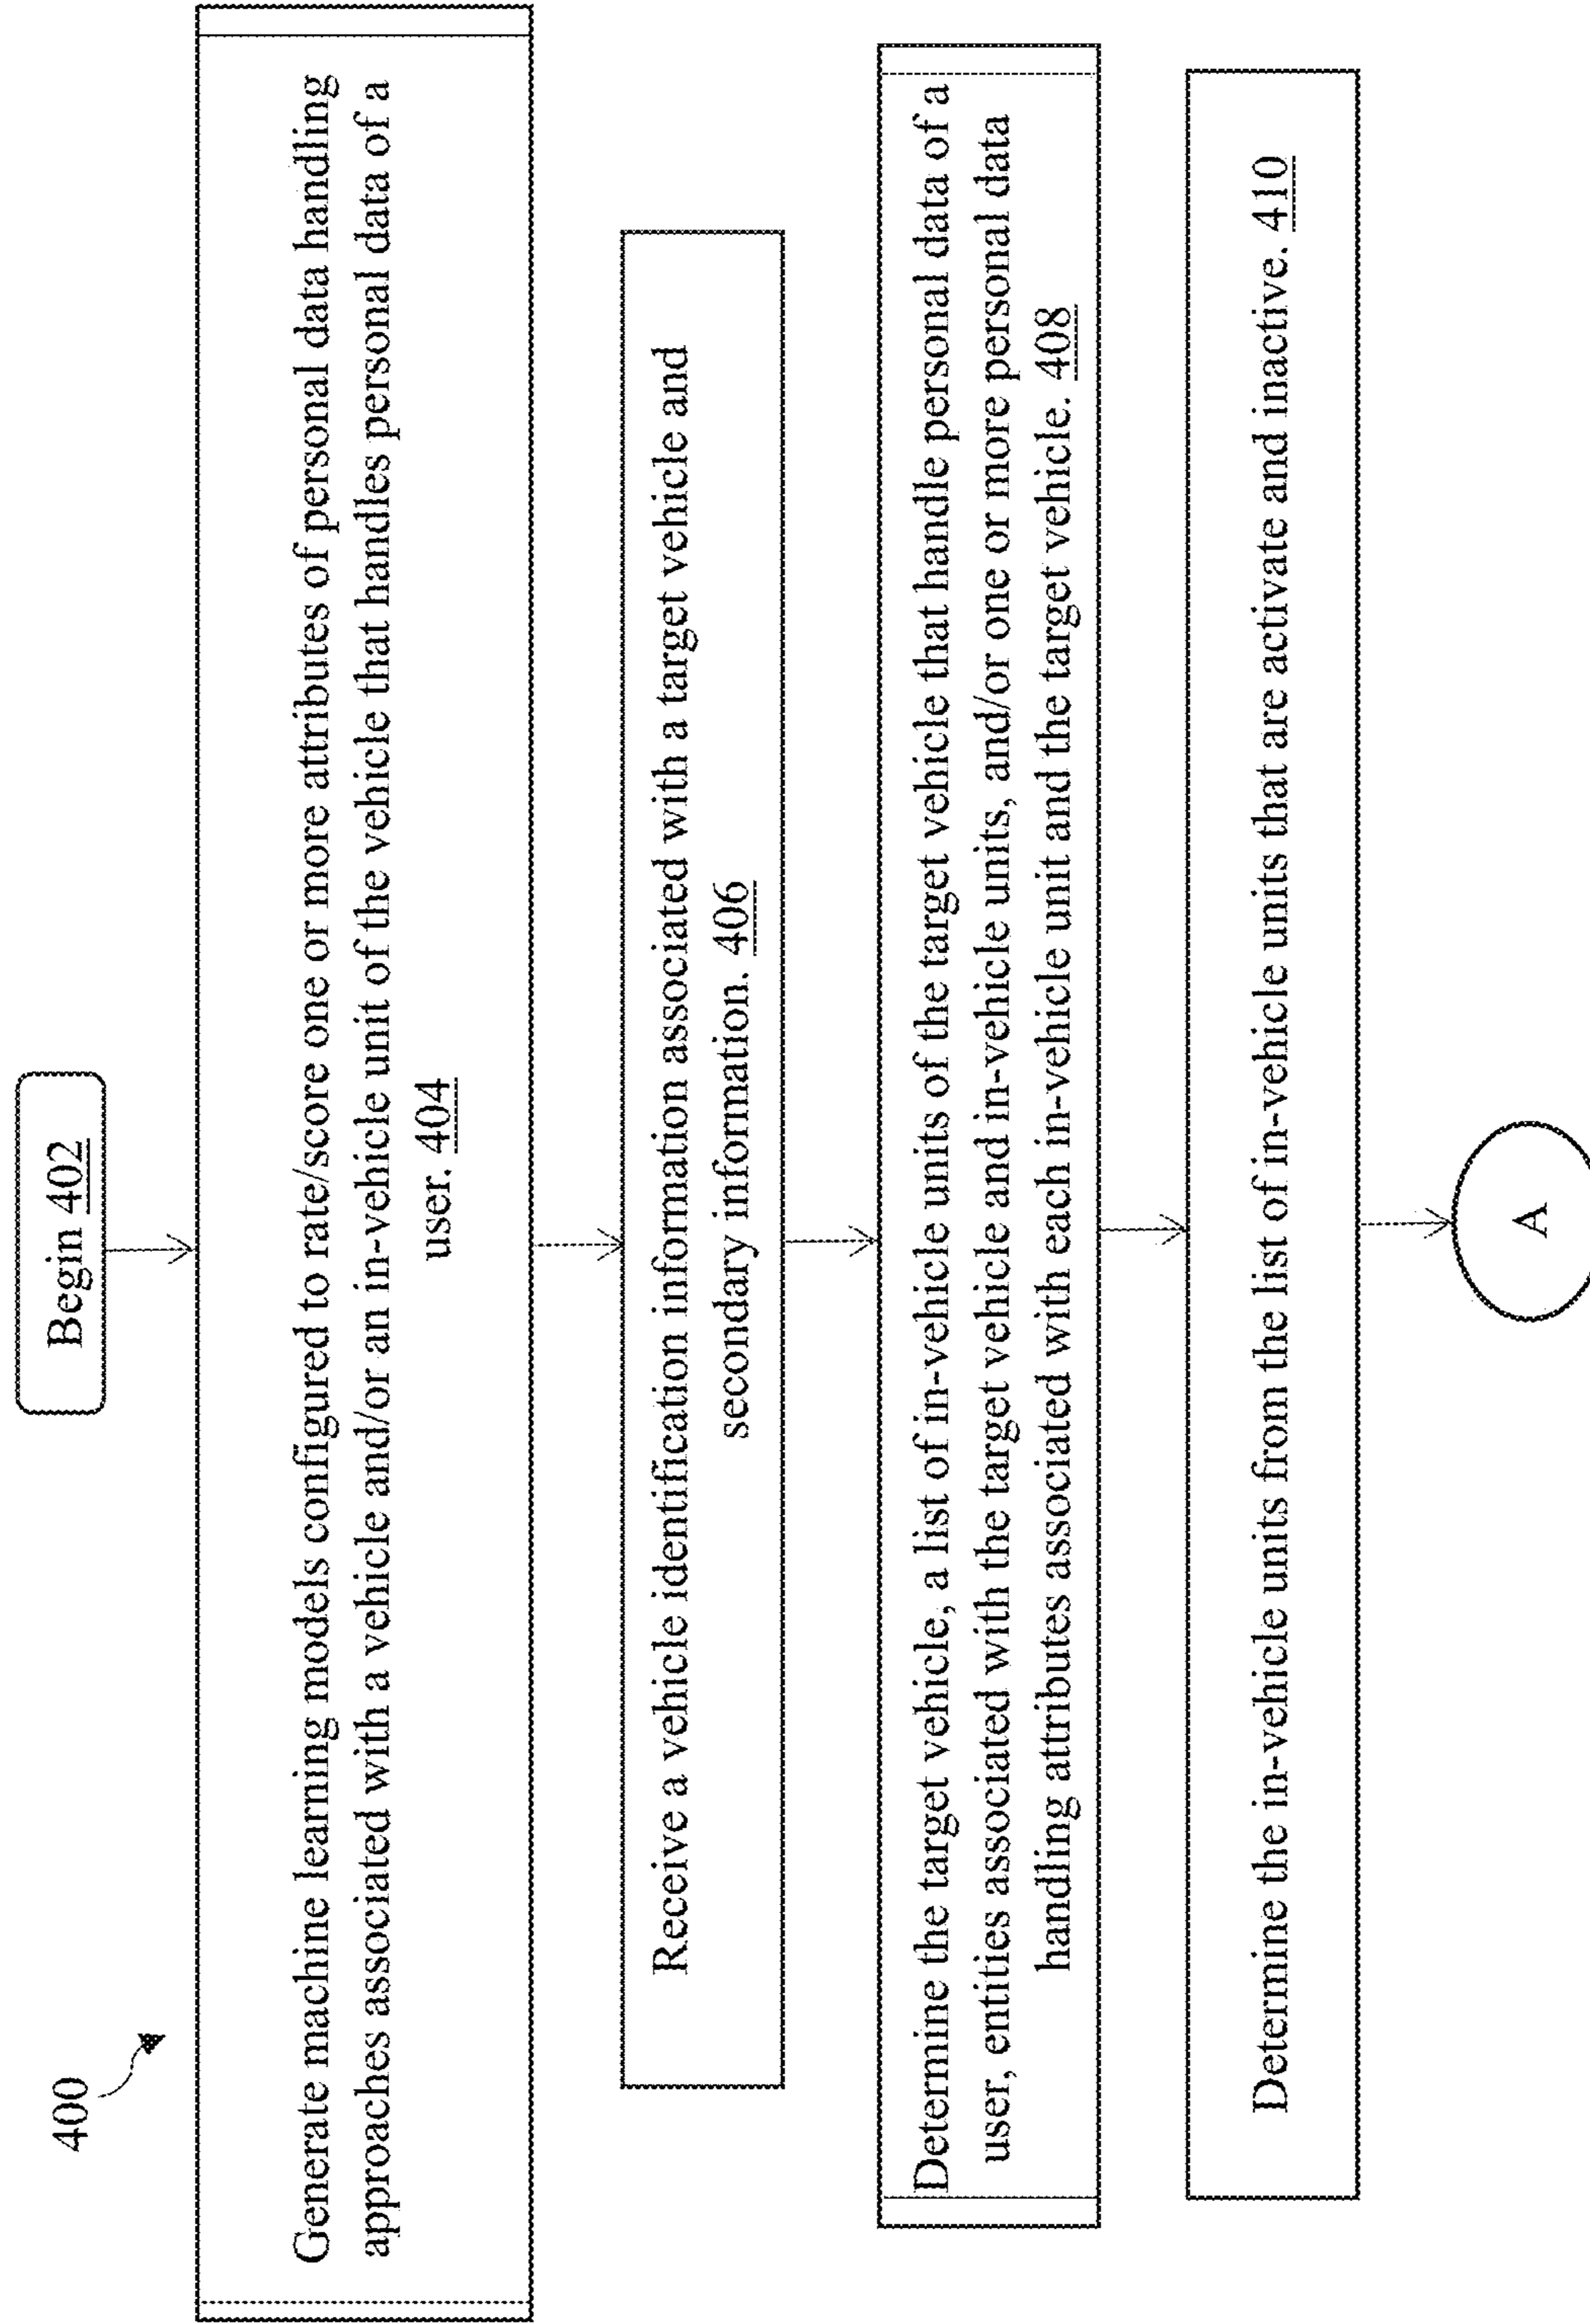 400
Begin 402
Generate machine learning models configured to rate/score one or more attributes of personal data handling
approaches associated with a vehicle and/or an in-vehicle unit of the vehicle that handles personal data of a
user. 404
Receive a vehicle identification information associated with a target vehicle and
secondary information. 406
Determine the target vehicle, a list of in-vehicle units of the target vehicle that handle personal data of a
user, entities associated with the target vehicle and in-vehicle units, and/or one or more personal data
handling attributes associated with each in-vehicle unit and the target vehicle. 408
Determine the in-vehicle units from the list of in-vehicle units that are activate and inactive. 410
A